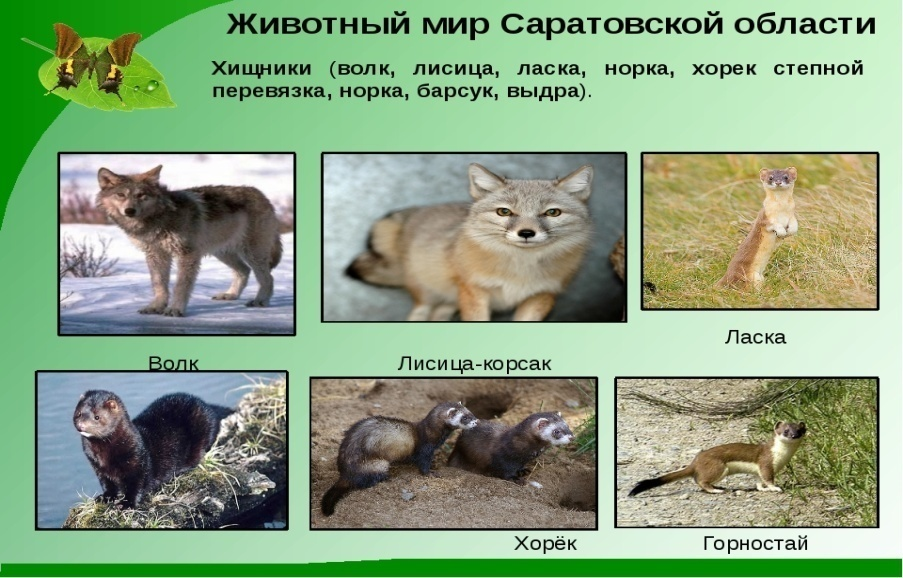 Животный мир Саратовской области
Хищники (волк, лисица, ласка, норка, хорек степной
перевязка, норка, барсук, выдра).
Волк
Лисица-корсак
Ласка
Хорёк
Горностай